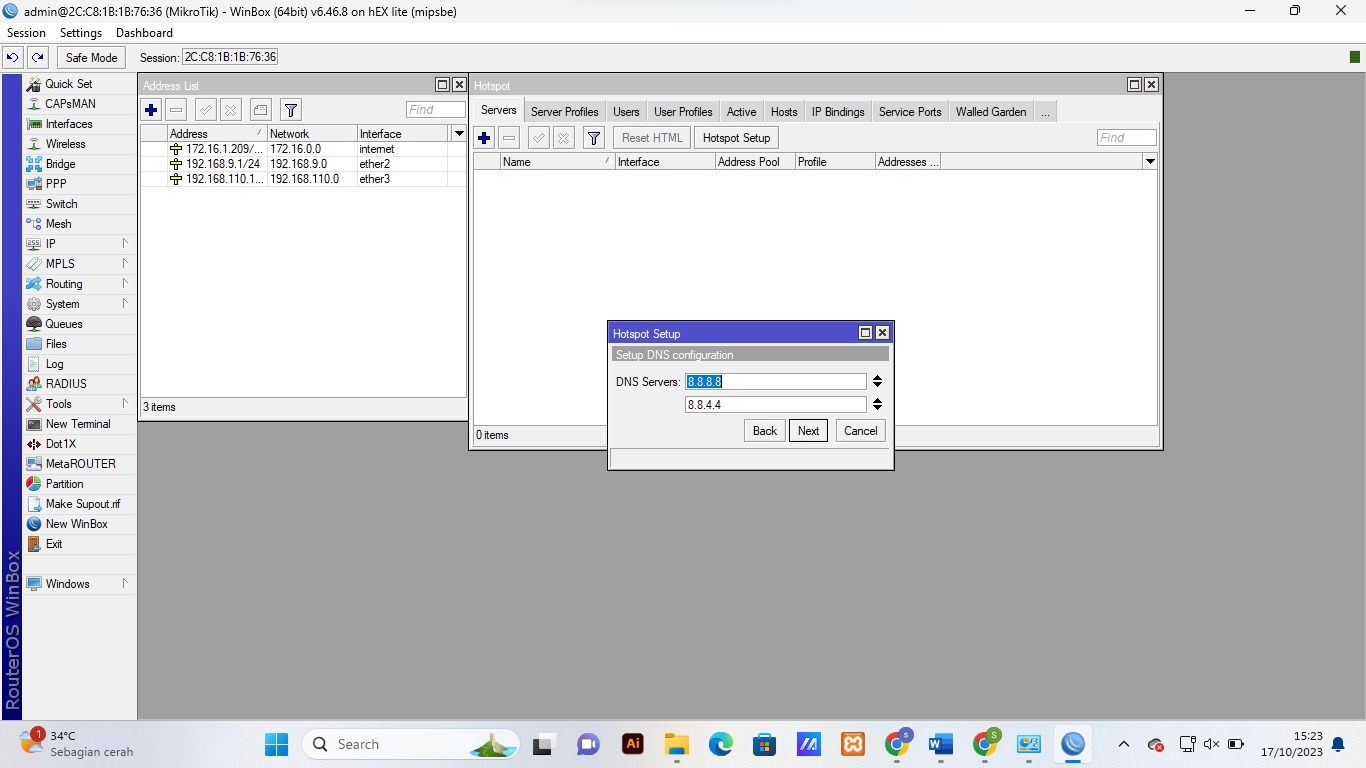 admin@2C:C8:1B:1B:76:36 (MikroTik) - WinBox (64bit) v6.46.8 on hEX lite (mipsbe)
Session Settings Dashboard
Safe Mode Session: 2C:C8:1B:1B:76:36
Quick Set
CAPsMAN
Interfaces
Wireless
Bridge
PPP
Switch
Mesh
IP
MPLS
Routing
System
Queues
Files
Log
RADIUS
Tools
New Terminal
Dot1X
MetaROUTER
Partition
Make Supout.rif
New WinBox
Exit
Windows
RouterOS WinBox
Address List
Find
Address Network Interface
172.16.1.209/... 172.16.0.0 internet
192.168.9.1/24 192.168.9.0 ether2
192.168.110.1... 192.168.110.0 ether3
3 items
Hotspot
Servers Server Profiles Users User Profiles Active Hosts IP Bindings Service Ports Walled Garden ...
Reset HTML Hotspot Setup Find
Name Interface Address Pool Profile Addresses ...
0 items
Hotspot Setup
Setup DNS configuration
DNS Servers: 8.8.8.8
8.8.4.4
Back Next Cancel
1
34°C
Sebagian cerah
Search
Ai
S
W
S
15:23
17/10/2023